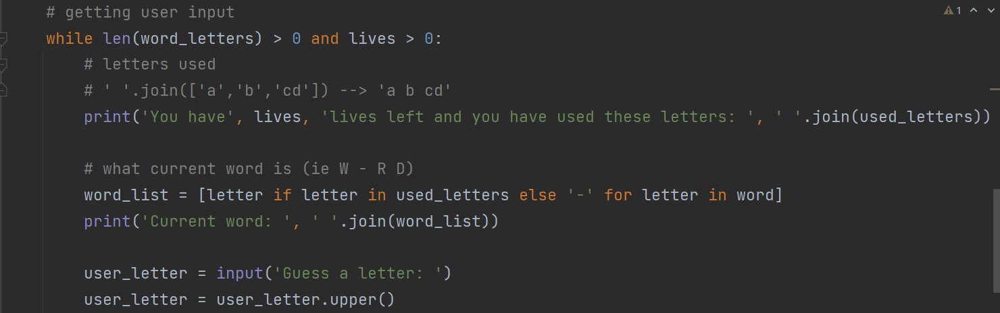 # getting user input
1
while len(word_letters) > 0 and lives > 0:
# letters used
# ' '.join(['a','b','cd']) --> 'a b cd'
print('You have', lives, 'lives left and you have used these letters: ', ' '.join(used_letters))
# what current word is (ie W - R D)
word_list = [letter if letter in used_letters else '-' for letter in word]
print('Current word: ', ' '.join(word_list))
user_letter = input('Guess a letter: ')
user_letter = user_letter.upper()